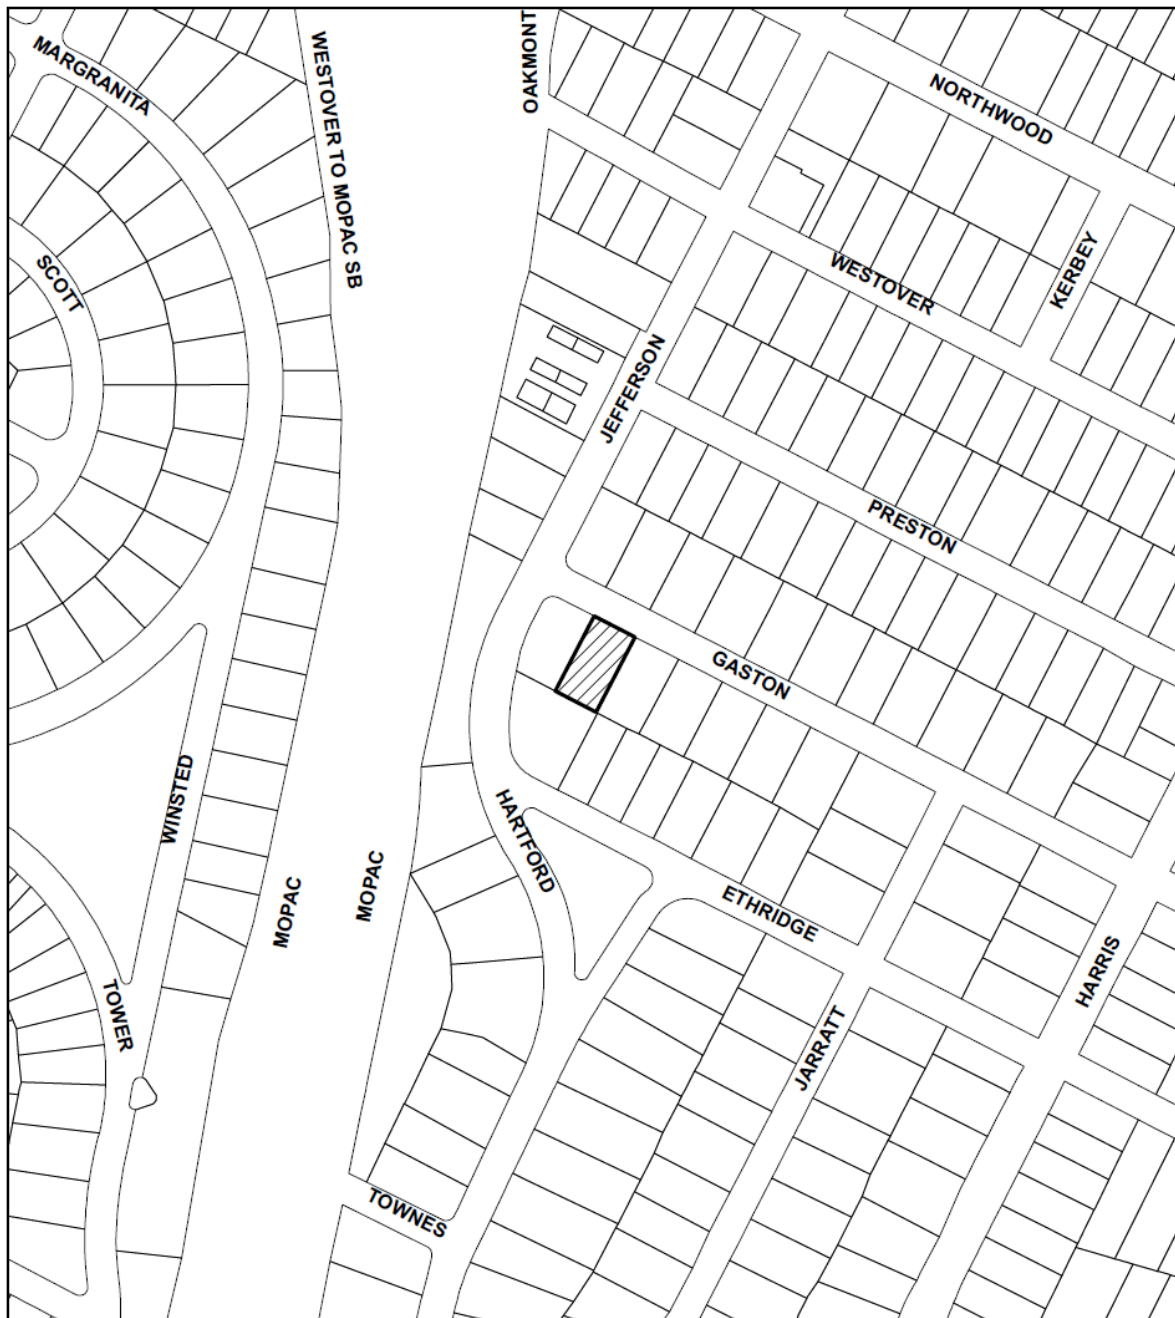 OAKMONT
MARGRANITA
WESTOVER TO MOPAC SB
NORTHWOOD
SCOTT
KERBEY
WESTOVER
JEFFERSON
PRESTON
GASTON
WINSTED
HARTFORD
MOPAC
MOPAC
ETHRIDGE
HARRIS
TOWER
JARRATT
TOWNES